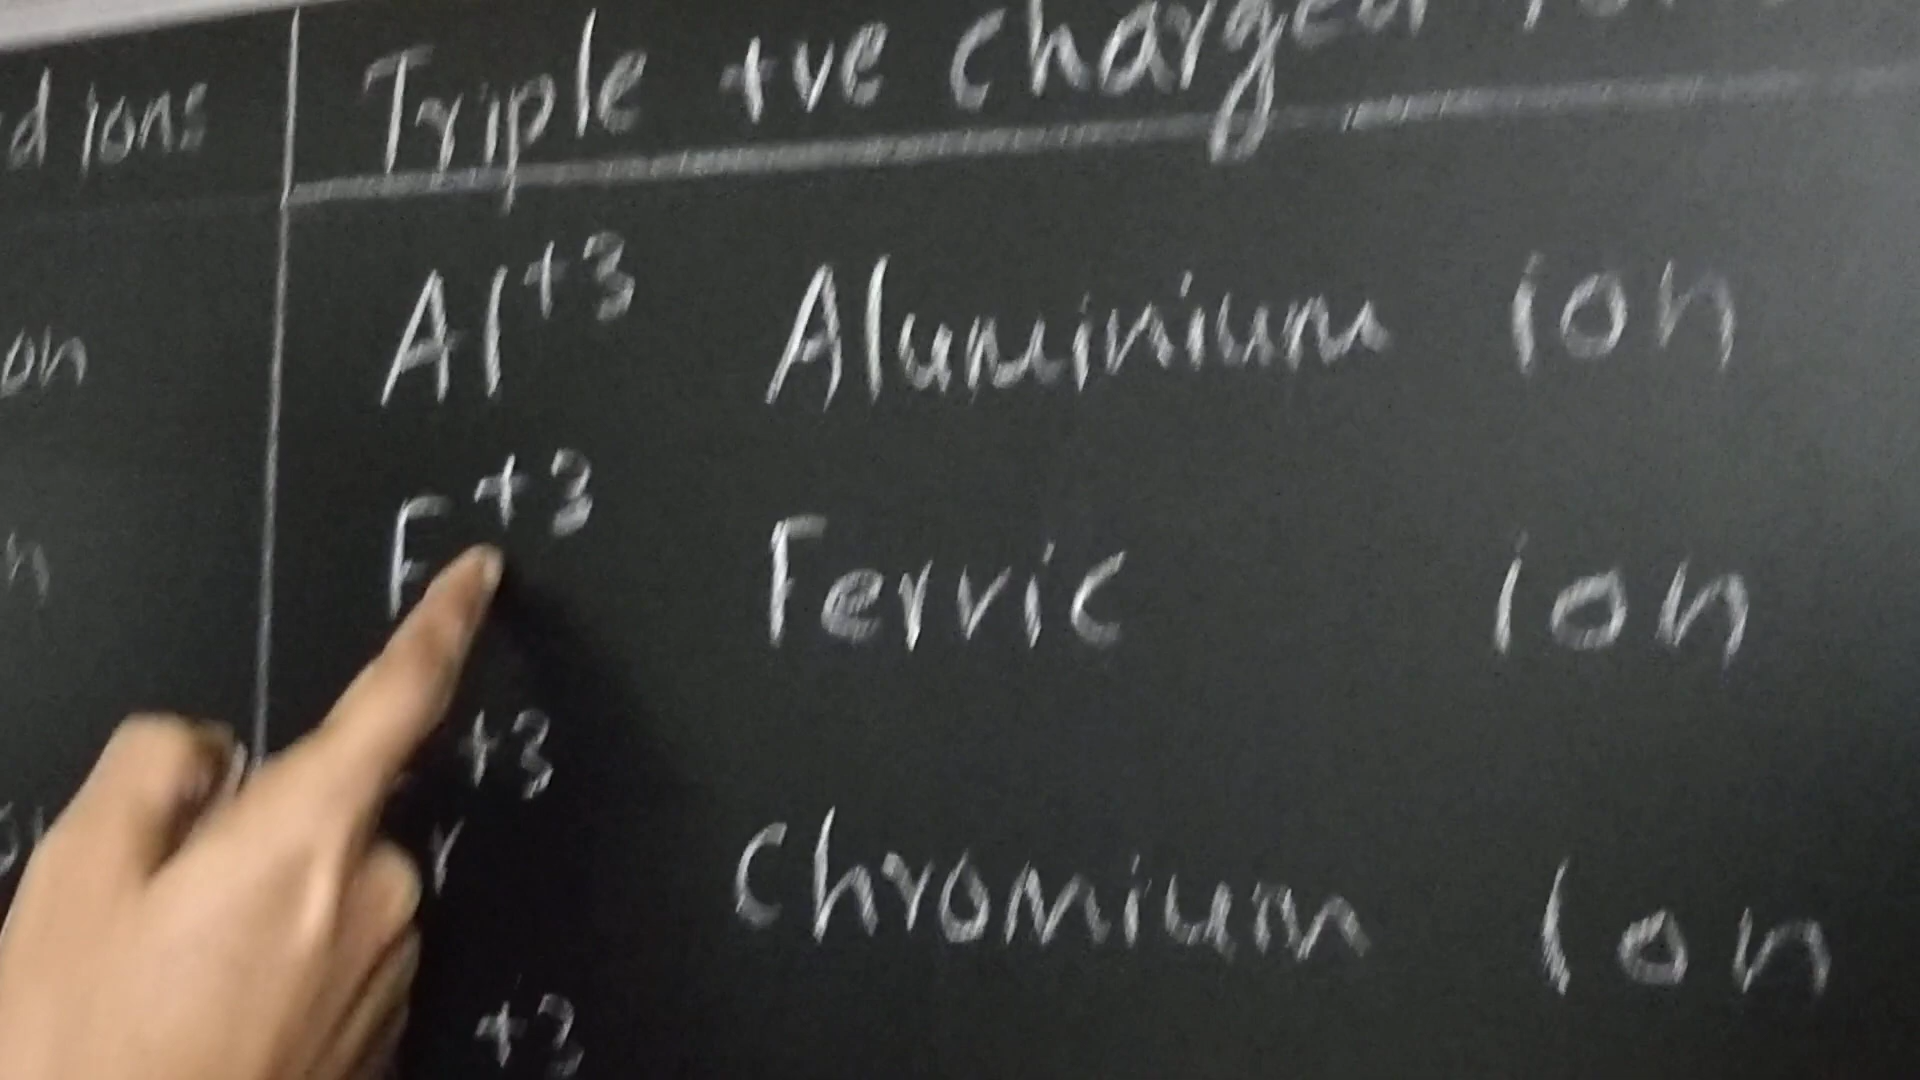 d ions
Triple +ve charged
Al+3 Aluminium ion
on
F+3 Ferric ion
n
r+3 Chromium Ion
+3